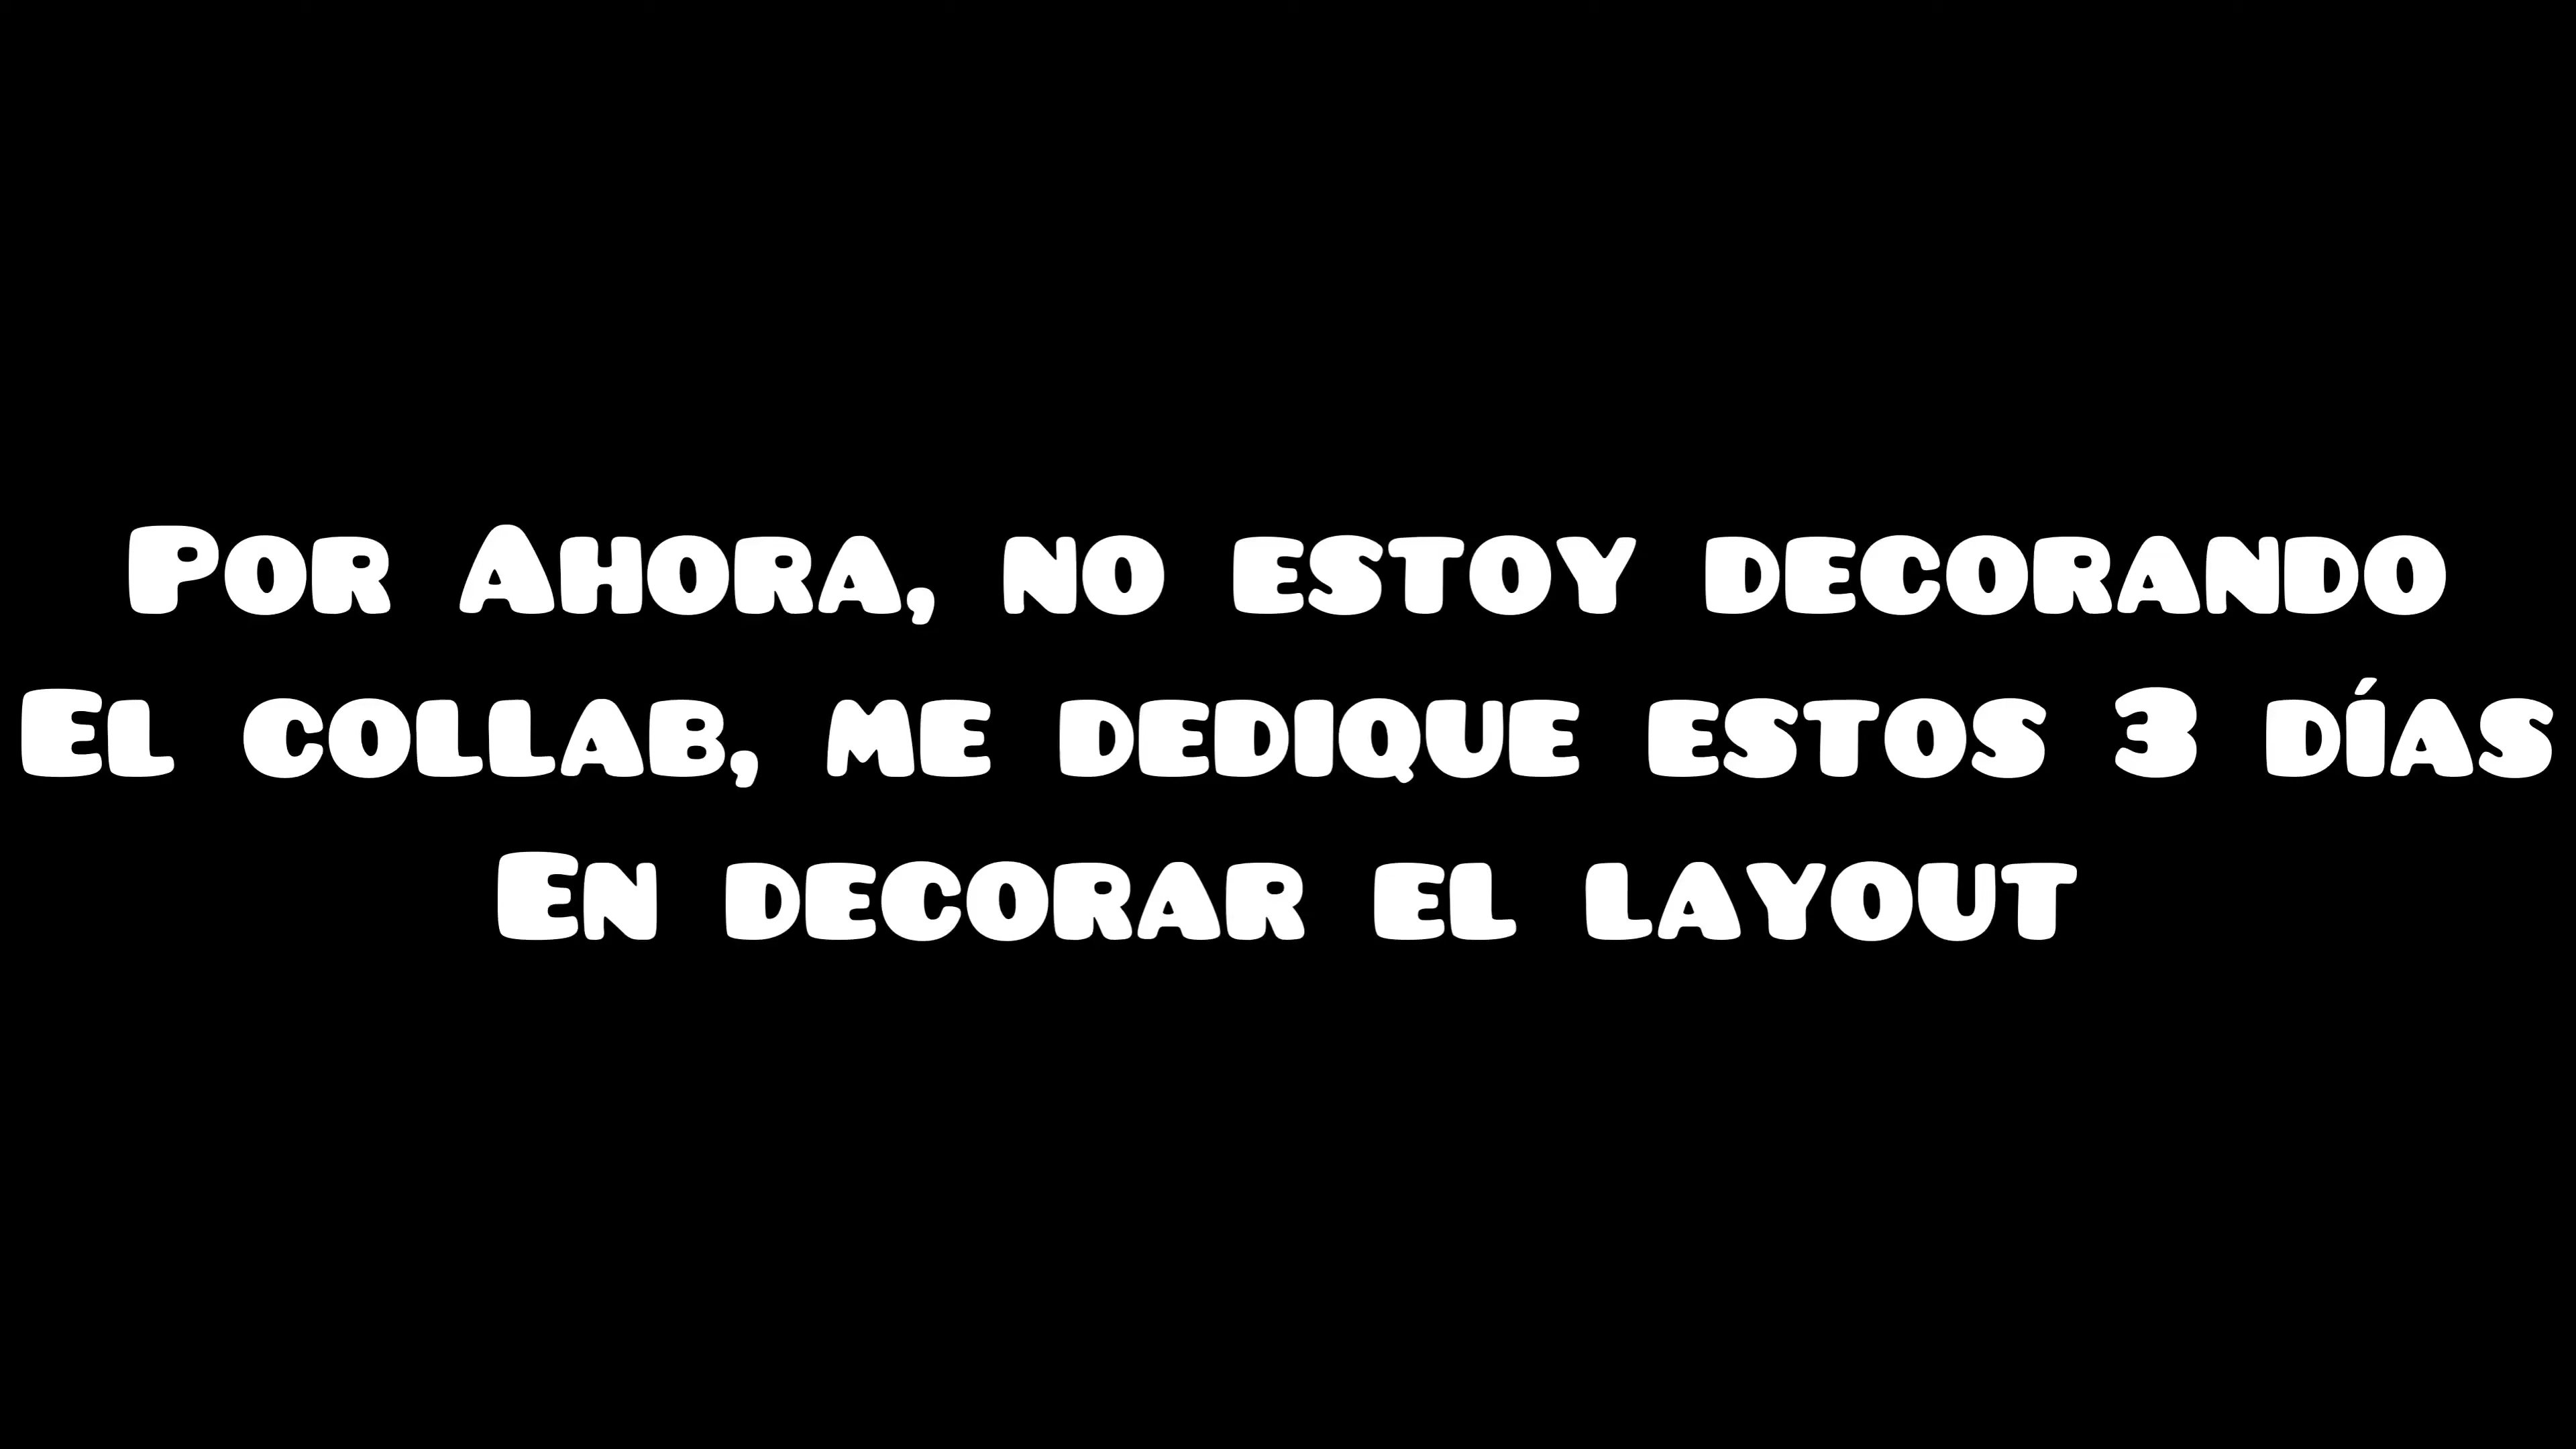 Por Ahora, no estoy decorando
El collab, me dedique estos 3 días
En decorar el layout